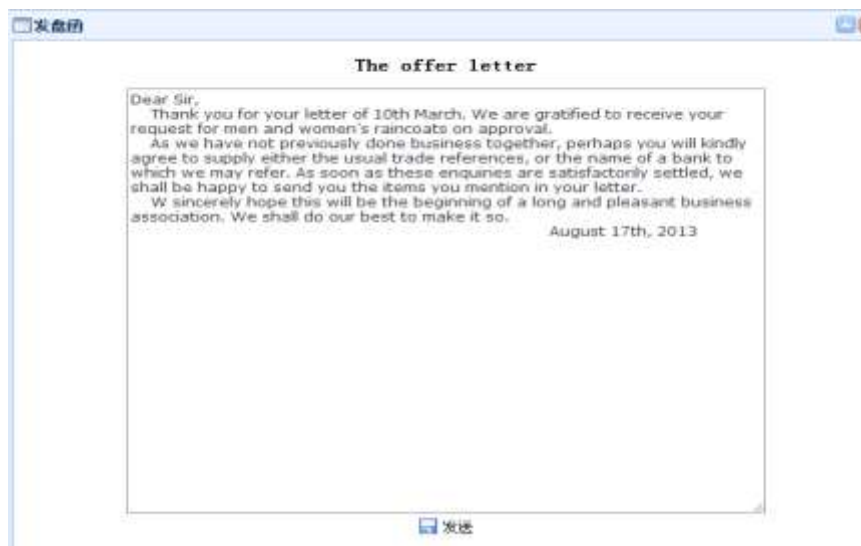 发盘函
The offer letter
Dear Sir,
Thank you for your letter of 10th March. We are gratified to receive your
request for men and women's raincoats on approval.
As we have not previously done business together, perhaps you will kindly
agree to supply either the usual trade references, or the name of a bank to
which we may refer. As soon as these enquiries are satisfactorily settled, we
shall be happy to send you the items you mention in your letter.
W sincerely hope this will be the beginning of a long and pleasant business
association. We shall do our best to make it so.
August 17th, 2013
发送